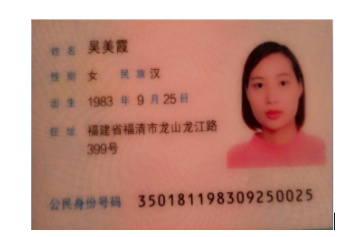 姓名 吴美霞
性别 女 民族 汉
出生 1983 年 9 月 25 日
住址 福建省福清市龙山龙江路
399号
公民身份号码 350181198309250025